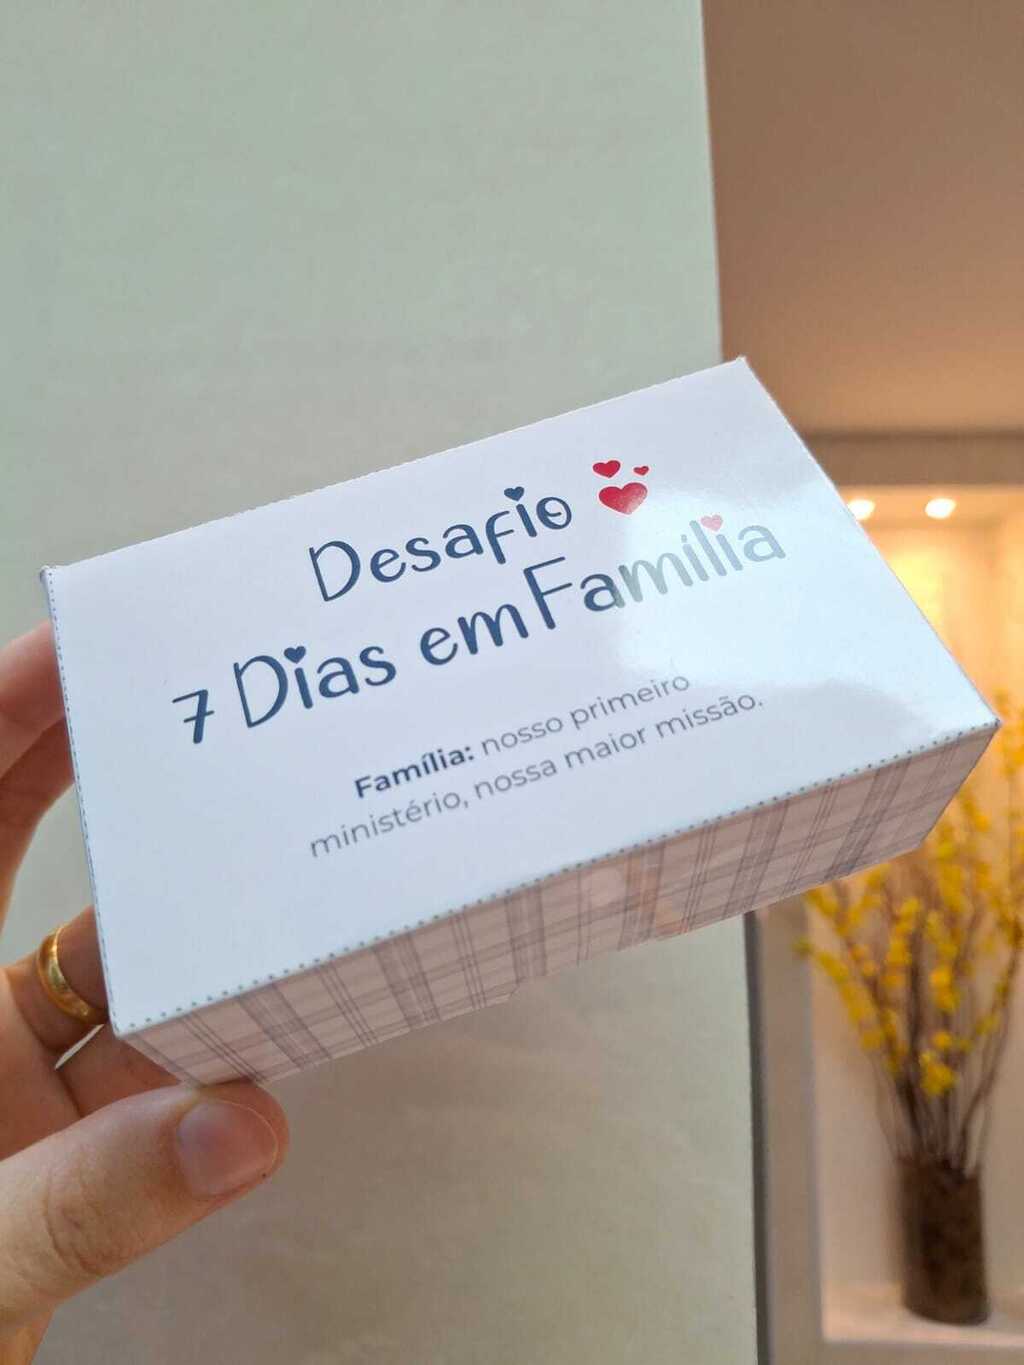 Desafio
7 Dias em Família
Família: nosso primeiro
ministério, nossa maior missão.